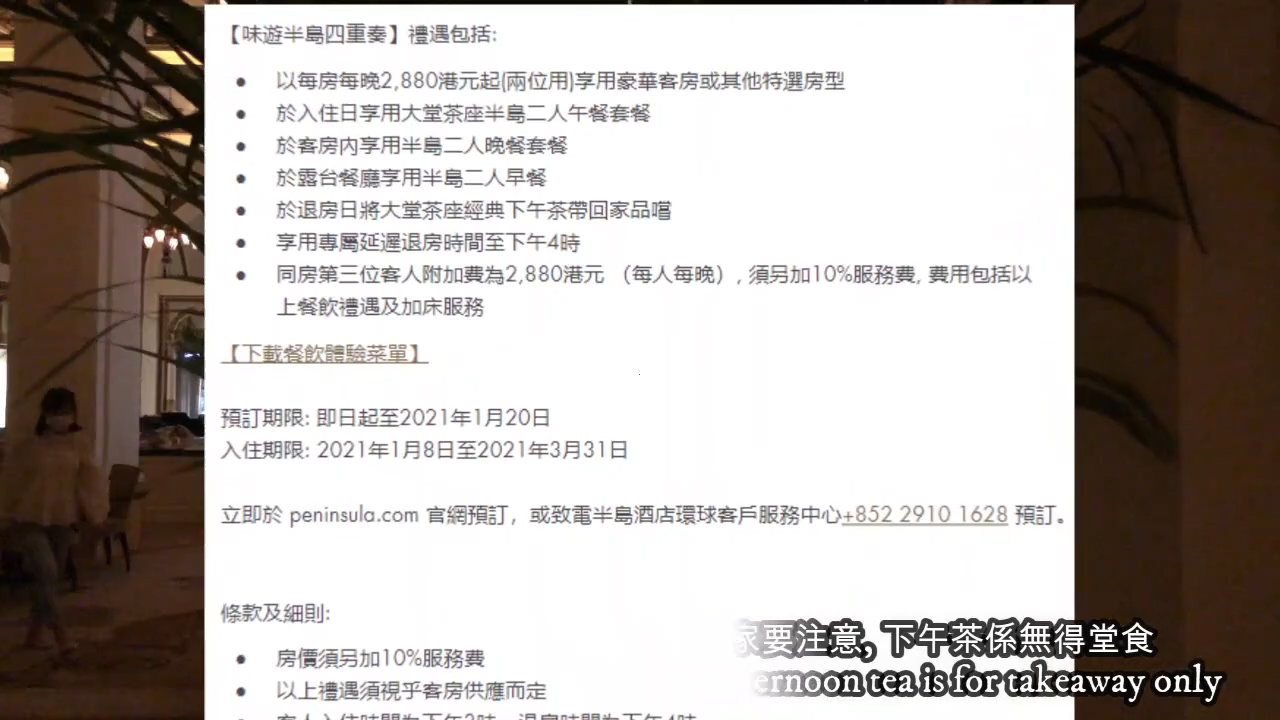 【味遊半島四重奏】禮遇包括:
• 以每房每晚2,880港元起(兩位用)享用豪華客房或其他特選房型
• 於入住日享用大堂茶座半島二人午餐套餐
• 於客房內享用半島二人晚餐套餐
• 於露台餐廳享用半島二人早餐
• 於退房日將大堂茶座經典下午茶帶回家品嚐
• 享用專屬延遲退房時間至下午4時
• 同房第三位客人附加費為2,880港元 （每人每晚）, 須另加10%服務費, 費用包括以
上餐飲禮遇及加床服務
【下載餐飲體驗菜單】
預訂期限: 即日起至2021年1月20日
入住期限: 2021年1月8日至2021年3月31日
立即於 peninsula.com 官網預訂，或致電半島酒店環球客戶服務中心+852 2910 1628 預訂。
條款及細則:
• 房價須另加10%服務費
• 以上禮遇須視乎客房供應而定
家要注意, 下午茶係無得堂食
ernoon tea is for takeaway only